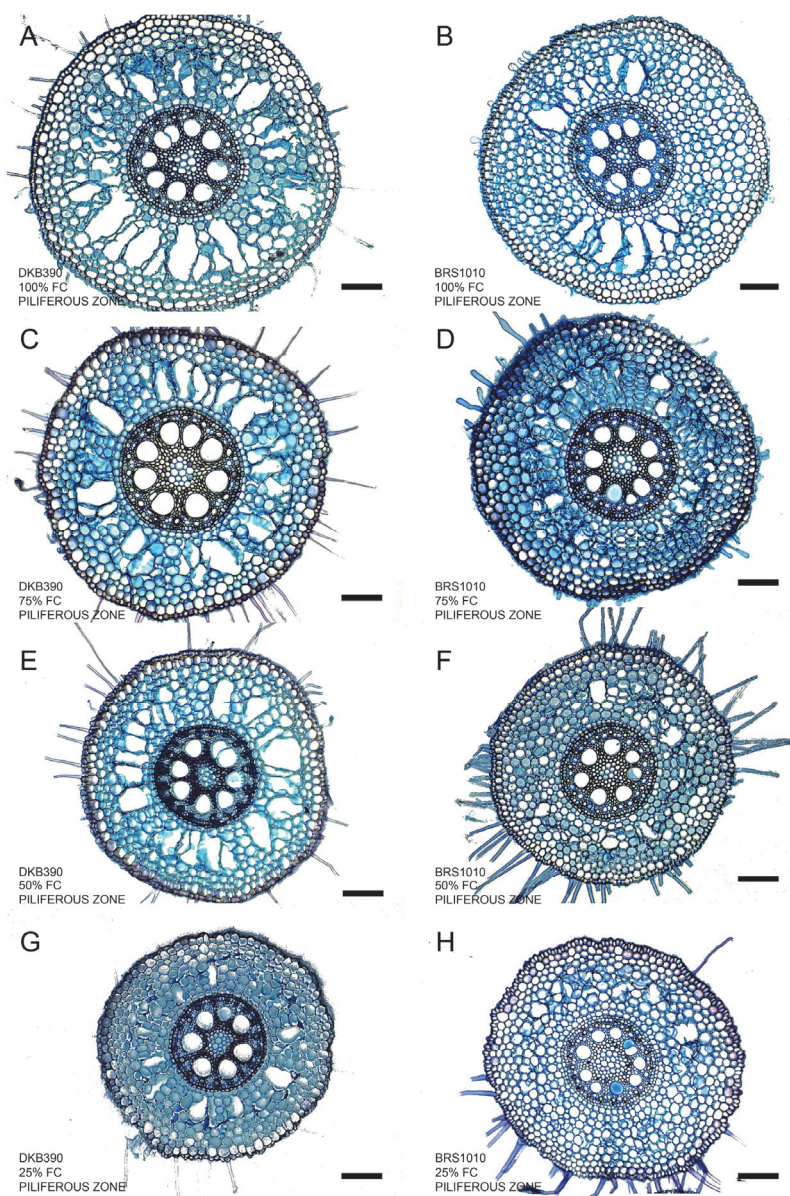 A
DKB390
100% FC
PILIFEROUS ZONE
B
BRS1010
100% FC
PILIFEROUS ZONE
C
DKB390
75% FC
PILIFEROUS ZONE
D
BRS1010
75% FC
PILIFEROUS ZONE
E
DKB390
50% FC
PILIFEROUS ZONE
F
BRS1010
50% FC
PILIFEROUS ZONE
G
DKB390
25% FC
PILIFEROUS ZONE
H
BRS1010
25% FC
PILIFEROUS ZONE